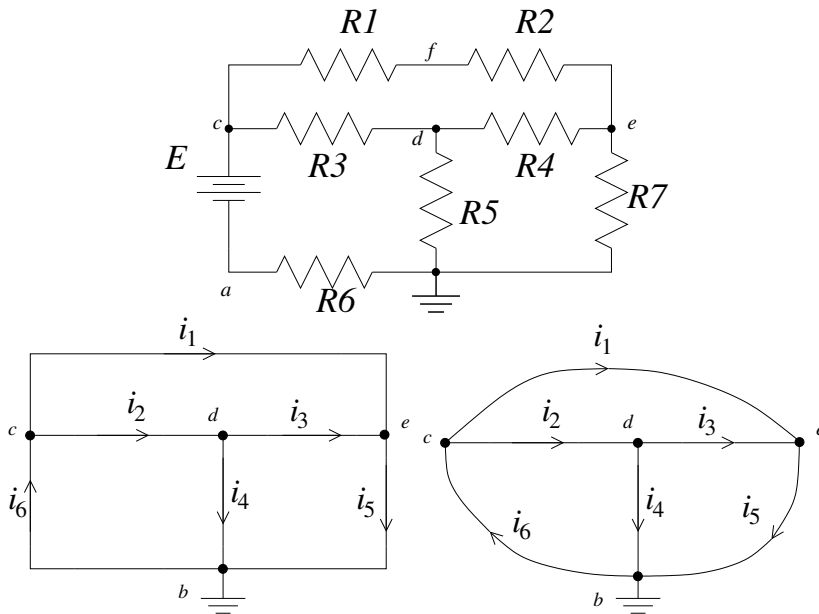 R1 f R2
c R3 d R4 e
E
R5 R7
a R6
i1
c i2 d i3 e
i6 i4 i5
b
i1
c i2 d i3 e
i6 i4 i5
b